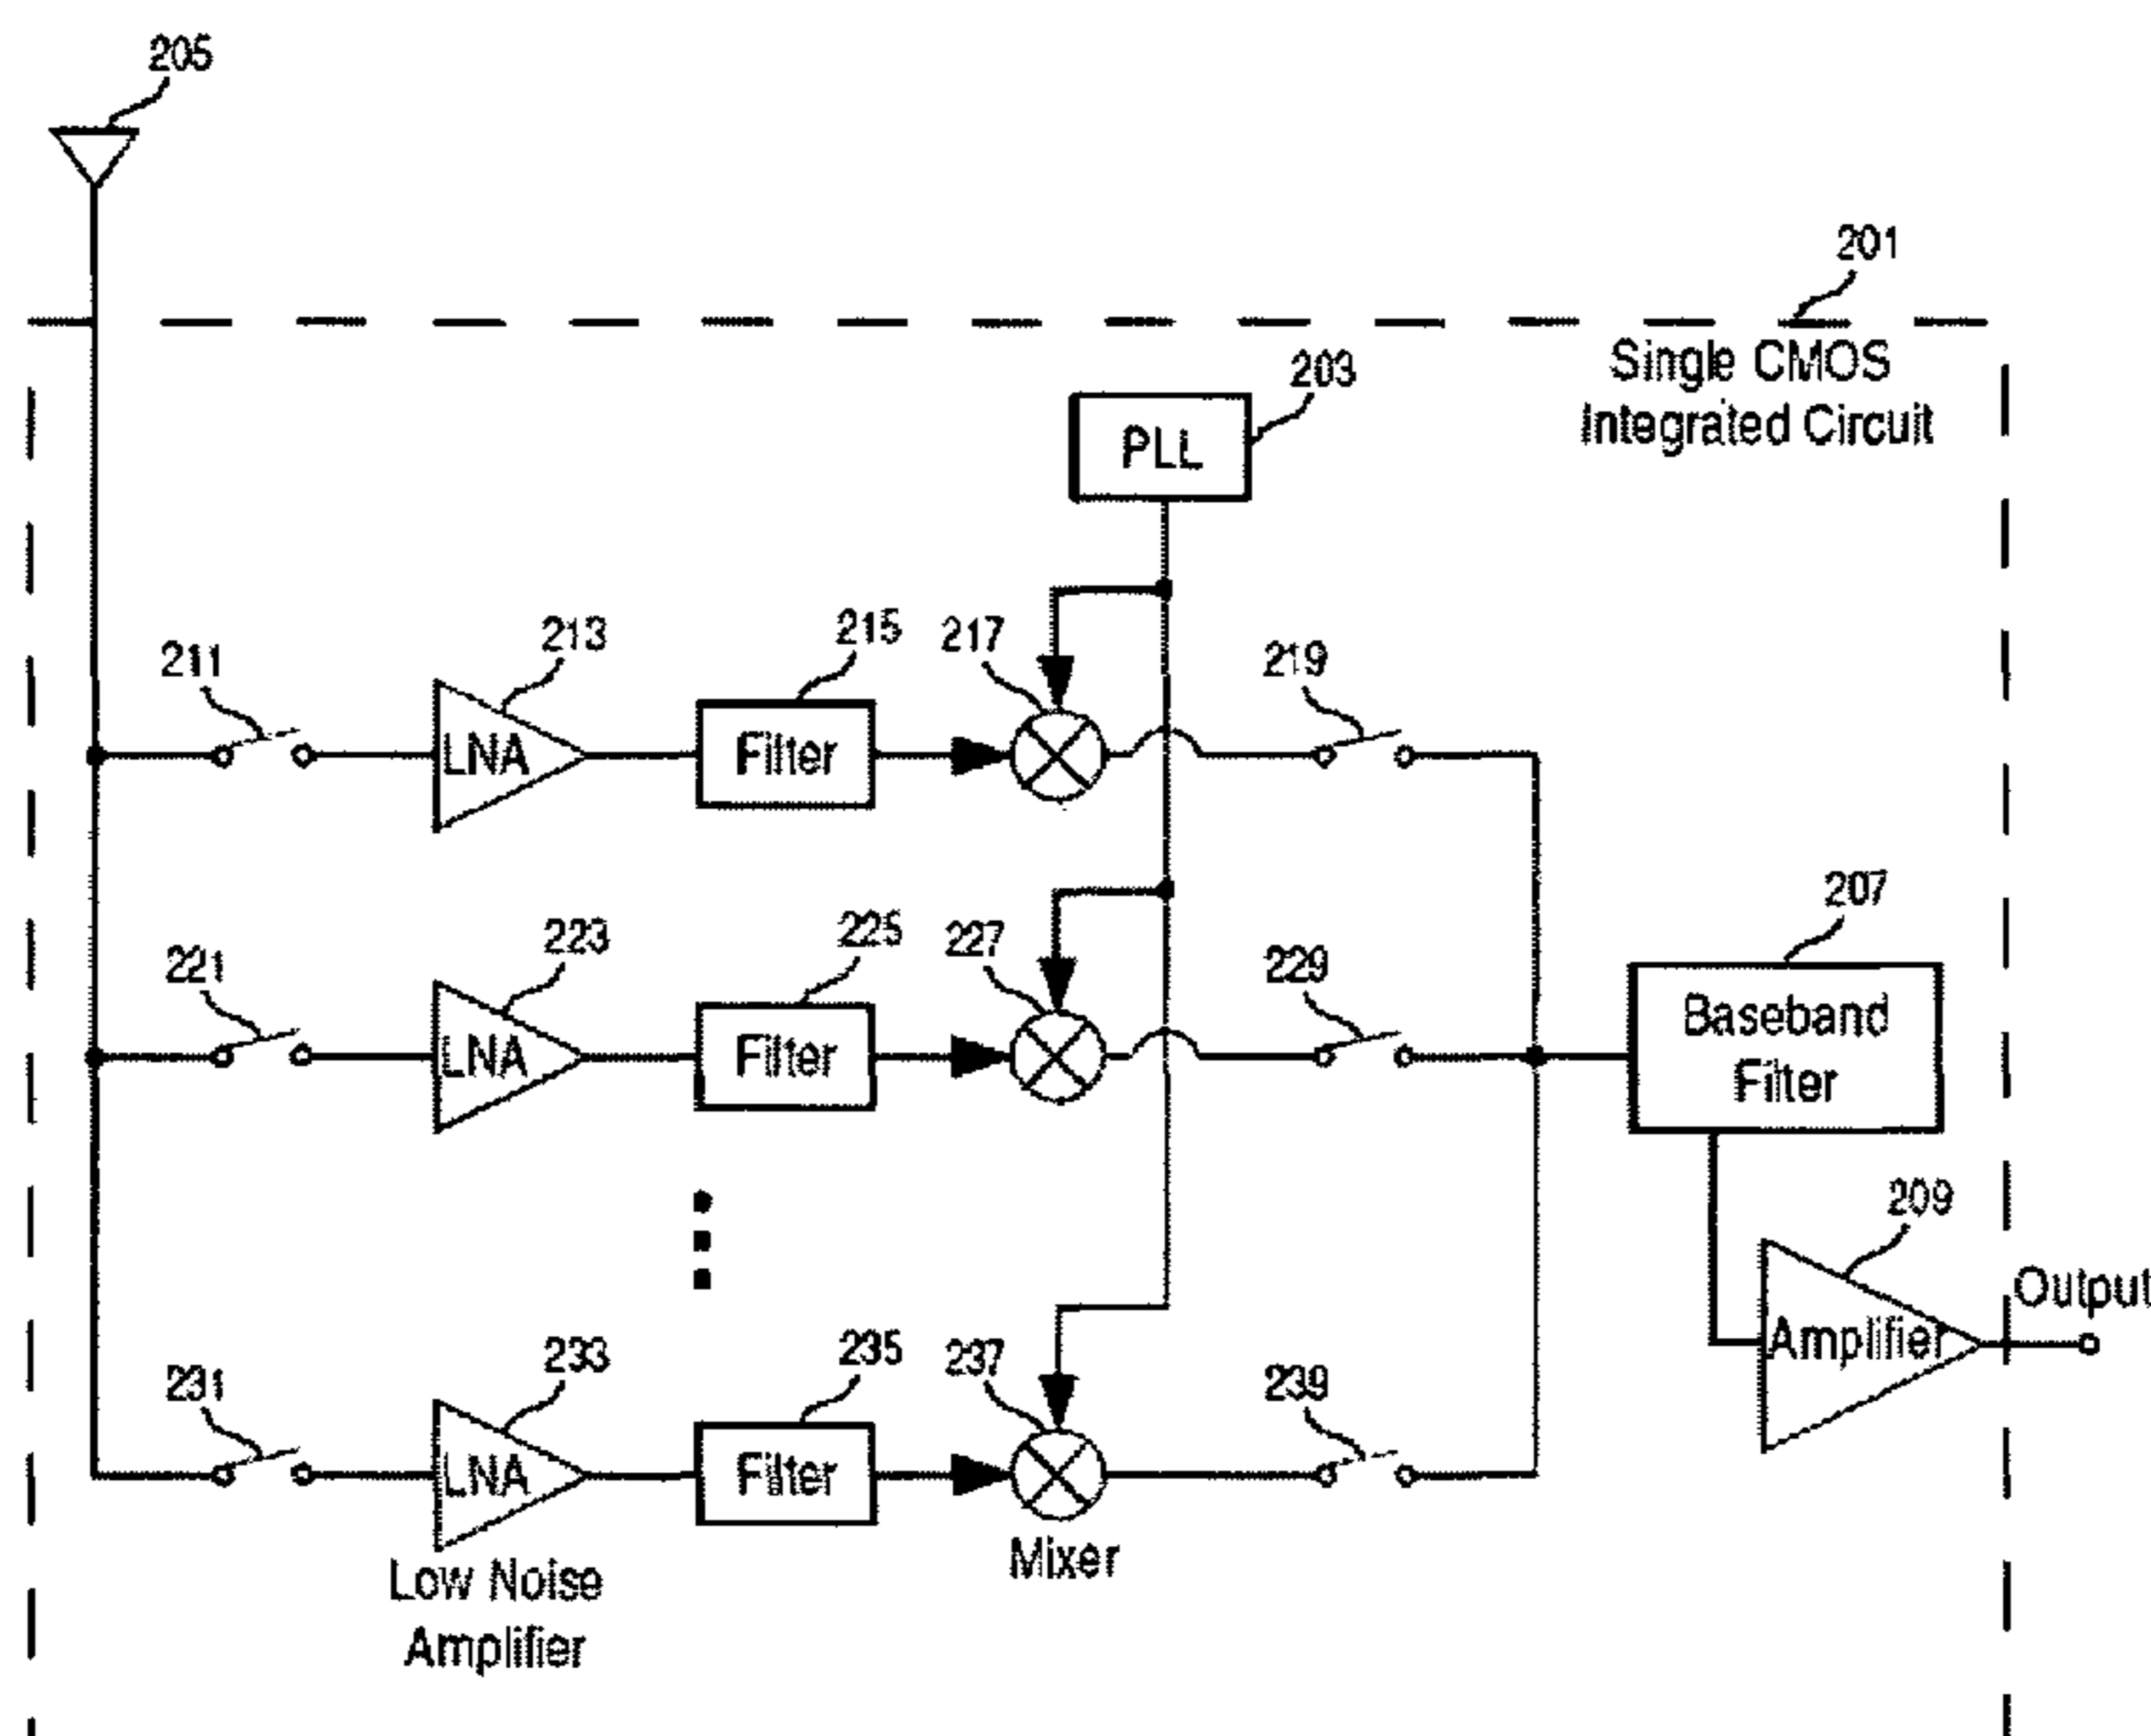 205
201
Single CMOS
Integrated Circuit
203
PLL
211
213
215
217
219
LNA
Filter
207
221
223
225
227
229
LNA
Filter
Baseband
Filter
209
Output
Amplifier
231
233
235
237
239
LNA
Filter
Mixer
Low Noise
Amplifier